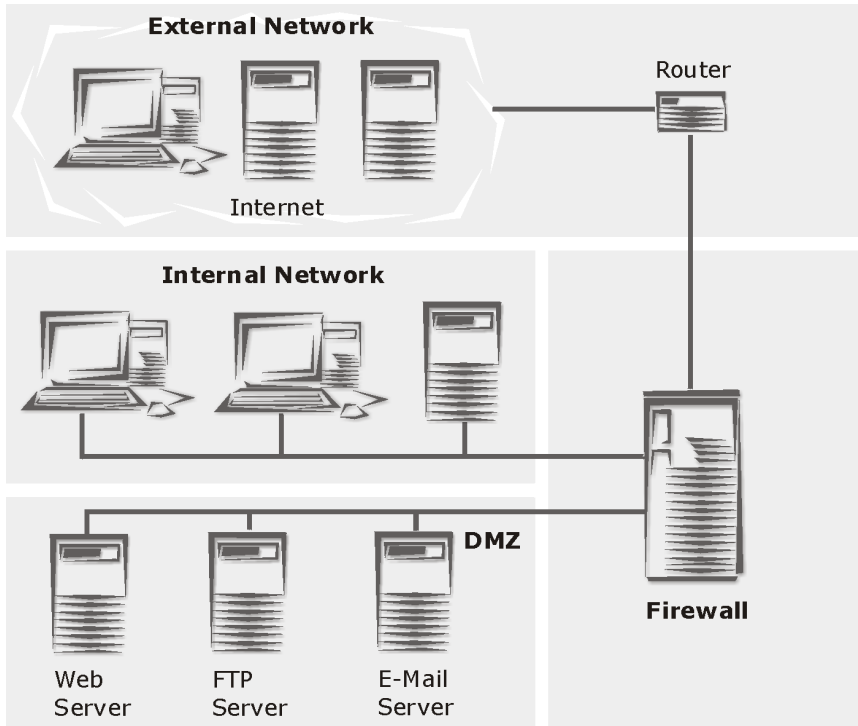 External Network
Router
Internet
Internal Network
DMZ
Firewall
Web
Server
FTP
Server
E-Mail
Server